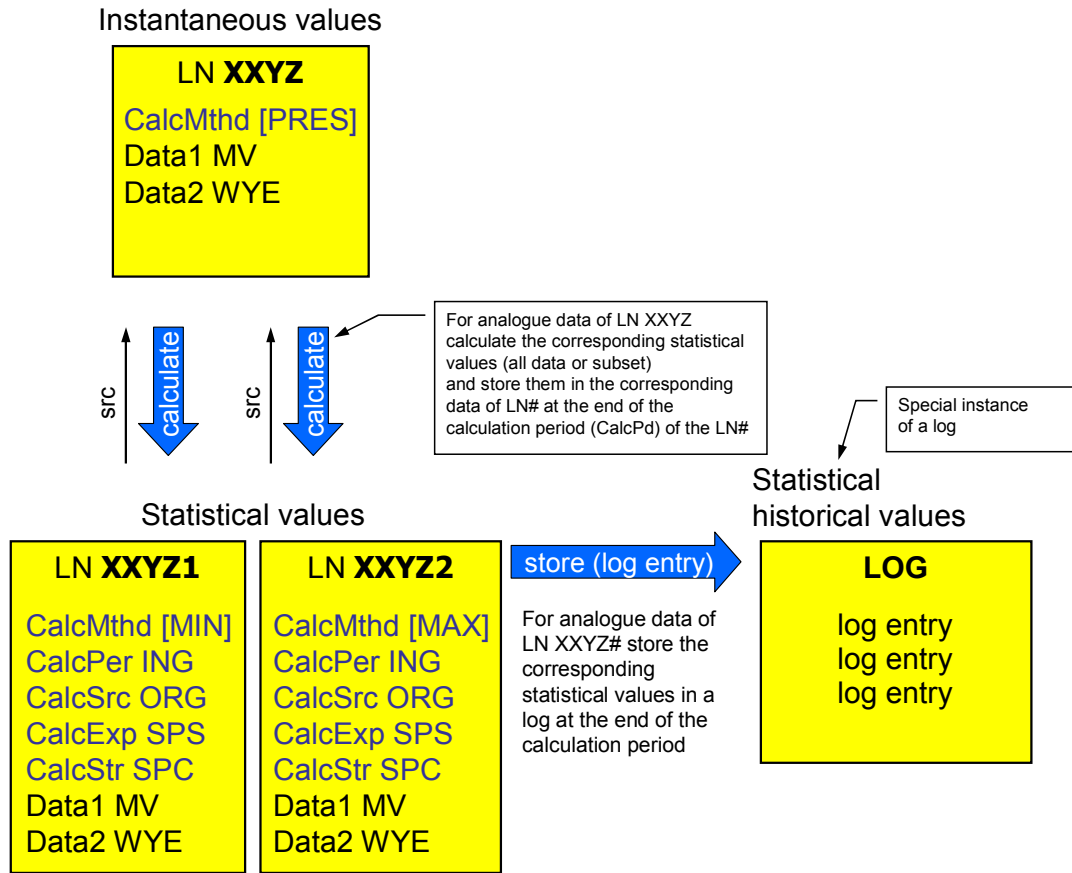 Instantaneous values
LN XXYZ
CalcMthd [PRES]
Data1 MV
Data2 WYE
src
calculate
src
calculate
For analogue data of LN XXYZ
calculate the corresponding statistical
values (all data or subset)
and store them in the corresponding
data of LN# at the end of the
calculation period (CalcPd) of the LN#
Special instance
of a log
Statistical values
LN XXYZ1
CalcMthd [MIN]
CalcPer ING
CalcSrc ORG
CalcExp SPS
CalcStr SPC
Data1 MV
Data2 WYE
LN XXYZ2
CalcMthd [MAX]
CalcPer ING
CalcSrc ORG
CalcExp SPS
CalcStr SPC
Data1 MV
Data2 WYE
store (log entry)
For analogue data of
LN XXYZ# store the
corresponding
statistical values in a
log at the end of the
calculation period
Statistical
historical values
LOG
log entry
log entry
log entry